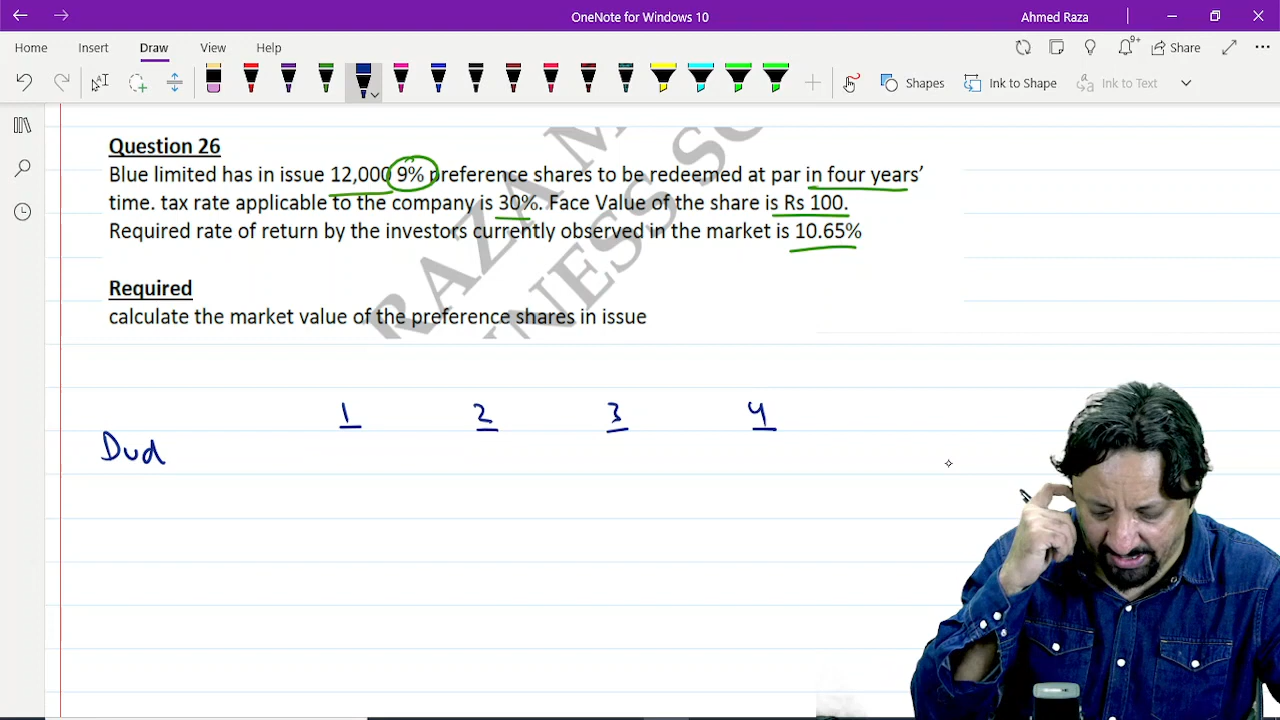 OneNote for Windows 10
Ahmed Raza
Home Insert Draw View Help
Share
Shapes
Ink to Shape
Ink to Text
Question 26
Blue limited has in issue 12,000 9% preference shares to be redeemed at par in four years’
time. tax rate applicable to the company is 30%. Face Value of the share is Rs 100.
Required rate of return by the investors currently observed in the market is 10.65%
Required
calculate the market value of the preference shares in issue
1 2 3 4
Dvd